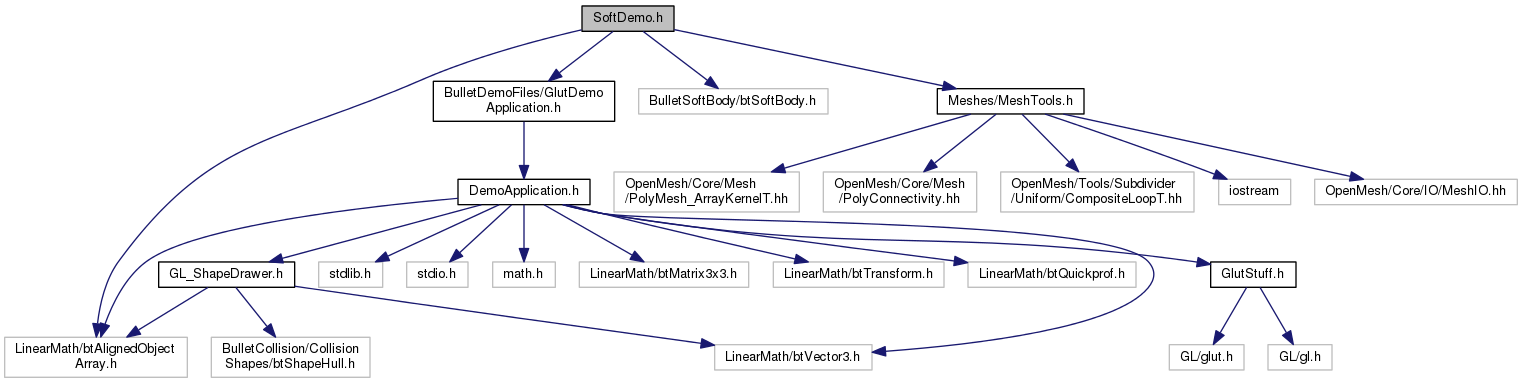 SoftDemo.h
BulletDemoFiles/GlutDemo
Application.h
BulletSoftBody/btSoftBody.h
Meshes/MeshTools.h
DemoApplication.h
OpenMesh/Core/Mesh
/PolyMesh_ArrayKernelT.hh
OpenMesh/Core/Mesh
/PolyConnectivity.hh
OpenMesh/Tools/Subdivider
/Uniform/CompositeLoopT.hh
iostream
OpenMesh/Core/IO/MeshIO.hh
GL_ShapeDrawer.h
stdlib.h
stdio.h
math.h
LinearMath/btMatrix3x3.h
LinearMath/btTransform.h
LinearMath/btQuickprof.h
GlutStuff.h
LinearMath/btAlignedObject
Array.h
BulletCollision/Collision
Shapes/btShapeHull.h
LinearMath/btVector3.h
GL/glut.h
GL/gl.h